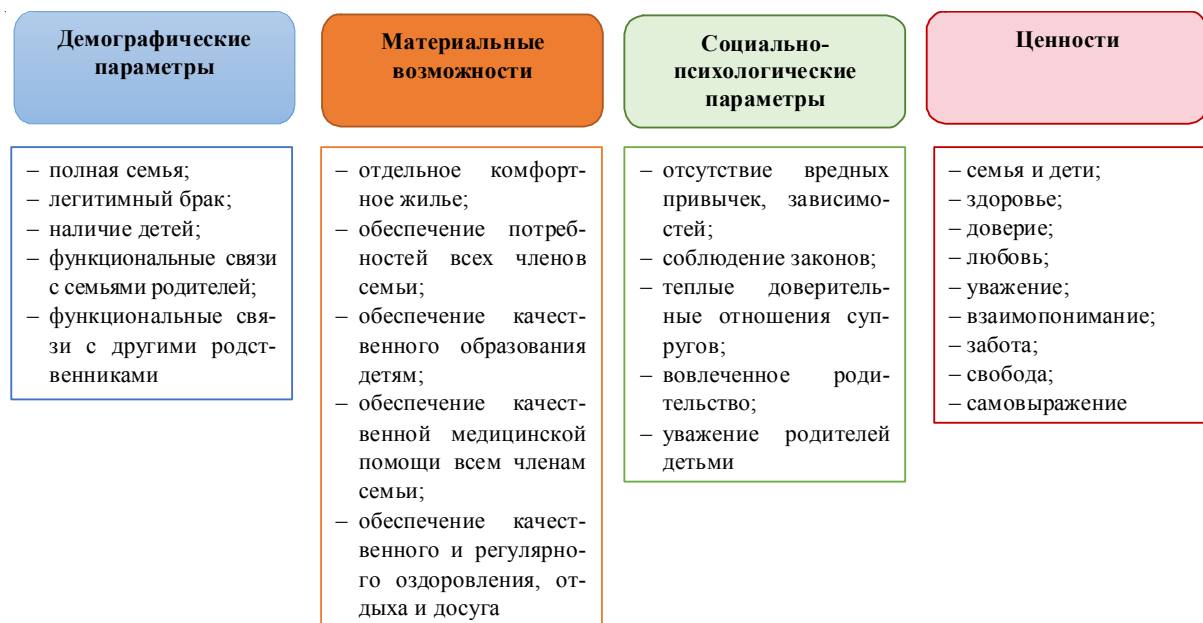 Демографические
параметры
– полная семья;
– легитимный брак;
– наличие детей;
– функциональные связи
с семьями родителей;
– функциональные свя-
зи с другими родст-
венниками
Материальные
возможности
– отдельное комфорт-
ное жилье;
– обеспечение потреб-
ностей всех членов
семьи;
– обеспечение качест-
венного образования
детям;
– обеспечение качест-
венной медицинской
помощи всем членам
семьи;
– обеспечение качест-
венного и регулярно-
го оздоровления, от-
дыха и досуга
Социально-
психологические
параметры
– отсутствие вредных
привычек, зависимо-
стей;
– соблюдение законов;
– теплые доверитель-
ные отношения суп-
ругов;
– вовлеченное роди-
тельство;
– уважение родителей
детьми
Ценности
– семья и дети;
– здоровье;
– доверие;
– любовь;
– уважение;
– взаимопонимание;
– забота;
– свобода;
– самовыражение